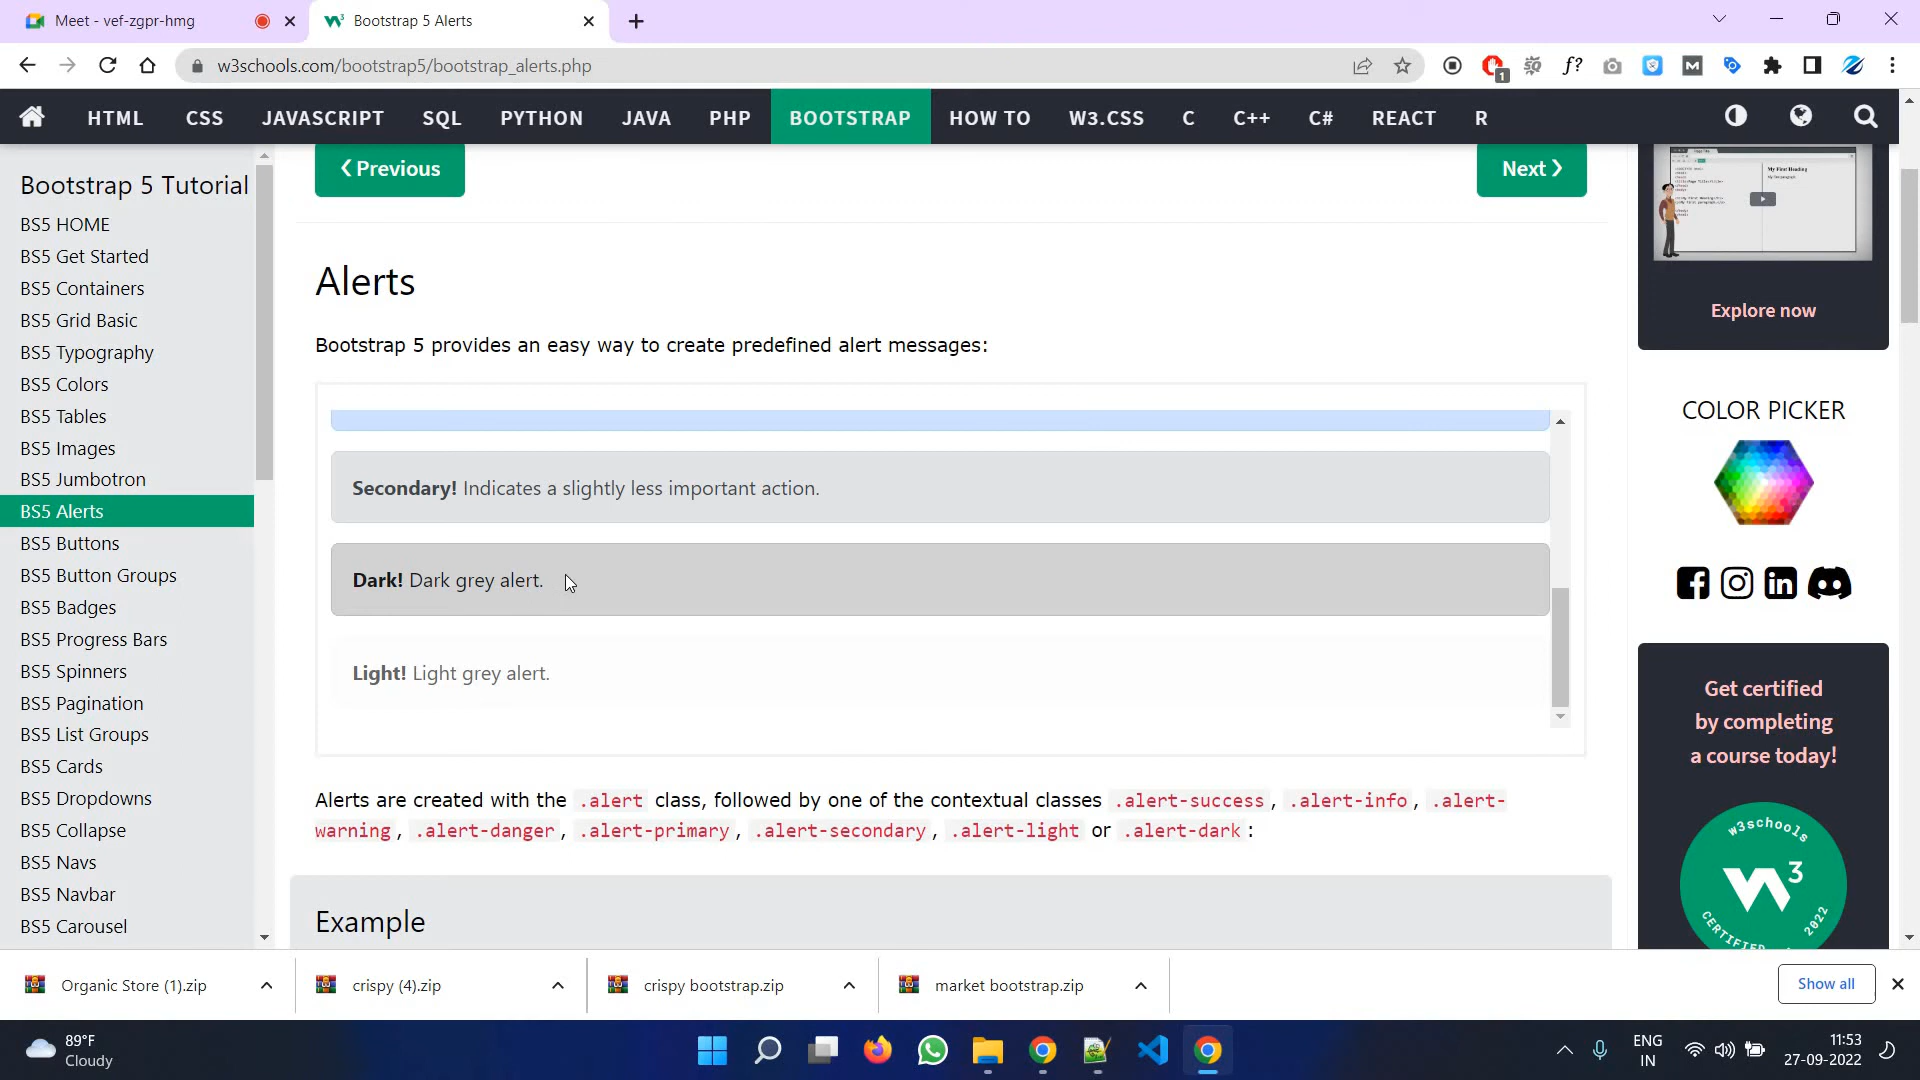 Meet - vef-zgpr-hmg
Bootstrap 5 Alerts
w3schools.com/bootstrap5/bootstrap_alerts.php
1
HTML CSS JAVASCRIPT SQL PYTHON JAVA PHP BOOTSTRAP HOW TO W3.CSS C C++ C# REACT R
Bootstrap 5 Tutorial
BS5 HOME
BS5 Get Started
BS5 Containers
BS5 Grid Basic
BS5 Typography
BS5 Colors
BS5 Tables
BS5 Images
BS5 Jumbotron
BS5 Alerts
BS5 Buttons
BS5 Button Groups
BS5 Badges
BS5 Progress Bars
BS5 Spinners
BS5 Pagination
BS5 List Groups
BS5 Cards
BS5 Dropdowns
BS5 Collapse
BS5 Navs
BS5 Navbar
BS5 Carousel
❮ Previous
Next ❯
Alerts
Bootstrap 5 provides an easy way to create predefined alert messages:
Secondary! Indicates a slightly less important action.
Dark! Dark grey alert.
Light! Light grey alert.
Alerts are created with the .alert class, followed by one of the contextual classes .alert-success, .alert-info, .alert-
warning, .alert-danger, .alert-primary, .alert-secondary, .alert-light or .alert-dark:
Example
My First Heading
Explore now
COLOR PICKER
Get certified
by completing
a course today!
w3schools
3
CERTIFIED
2022
Organic Store (1).zip
crispy (4).zip
crispy bootstrap.zip
market bootstrap.zip
Show all
89°F
Cloudy
ENG
IN
11:53
27-09-2022